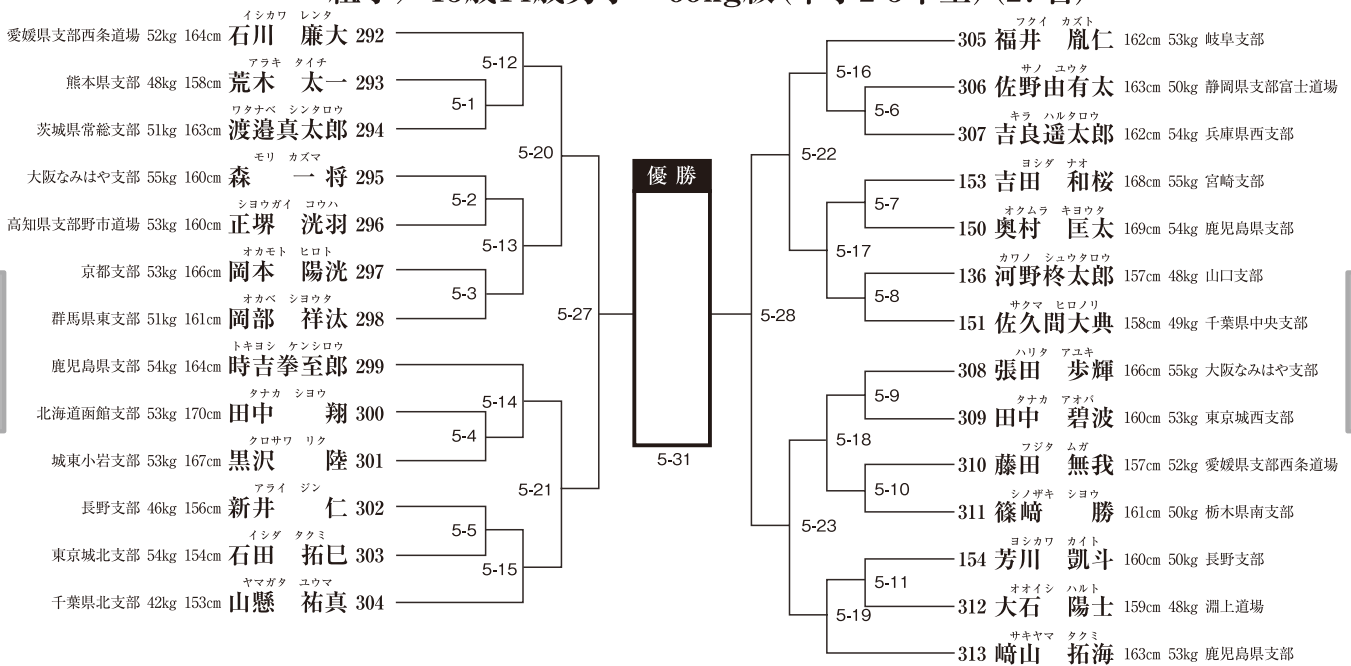 イシカワ レンタ
愛媛県支部西条道場 52kg 164cm 石川 廉大 292
アラキ タイチ
熊本県支部 48kg 158cm 荒木 太一 293
ワタナベ シンタロウ
茨城県常総支部 51kg 163cm 渡邉真太郎 294
モリ カズマ
大阪なみはや支部 55kg 160cm 森 一将 295
シヨウガイ コウハ
高知県支部野市道場 53kg 160cm 正堺 洸羽 296
オカモト ヒロト
京都支部 53kg 166cm 岡本 陽洸 297
オカベ シヨウタ
群馬県東支部 51kg 161cm 岡部 祥汰 298
トキヨシ ケンシロウ
鹿児島県支部 54kg 164cm 時吉拳至郎 299
タナカ シヨウ
北海道函館支部 53kg 170cm 田中 翔 300
クロサワ リク
城東小岩支部 53kg 167cm 黒沢 陸 301
アライ ジン
長野支部 46kg 156cm 新井 仁 302
イシダ タクミ
東京城北支部 54kg 154cm 石田 拓巳 303
ヤマガタ ユウマ
千葉県北支部 42kg 153cm 山懸 祐真 304
5-12
5-1
5-20
5-2
5-13
5-3
5-27
5-14
5-4
5-21
5-5
5-15
優勝
5-31
5-16
5-6
5-22
5-7
5-17
5-8
5-28
5-9
5-18
5-10
5-23
5-11
5-19
フクイ カズト
305 福井 胤仁 162cm 53kg 岐阜支部
サノ ユウタ
306 佐野由有太 163cm 50kg 静岡県支部富士道場
キラ ハルタロウ
307 吉良遥太郎 162cm 54kg 兵庫県西支部
ヨシダ ナオ
153 吉田 和桜 168cm 55kg 宮崎支部
オクムラ キヨウタ
150 奥村 匡太 169cm 54kg 鹿児島県支部
カワノ シュウタロウ
136 河野柊太郎 157cm 48kg 山口支部
サクマ ヒロノリ
151 佐久間大典 158cm 49kg 千葉県中央支部
ハリタ アユキ
308 張田 歩輝 166cm 55kg 大阪なみはや支部
タナカ アオバ
309 田中 碧波 160cm 53kg 東京城西支部
フジタ ムガ
310 藤田 無我 157cm 52kg 愛媛県支部西条道場
シノザキ シヨウ
311 篠﨑 勝 161cm 50kg 栃木県南支部
ヨシカワ カイト
154 芳川 凱斗 160cm 50kg 長野支部
オオイシ ハルト
312 大石 陽士 159cm 48kg 淵上道場
サキヤマ タクミ
313 﨑山 拓海 163cm 53kg 鹿児島県支部